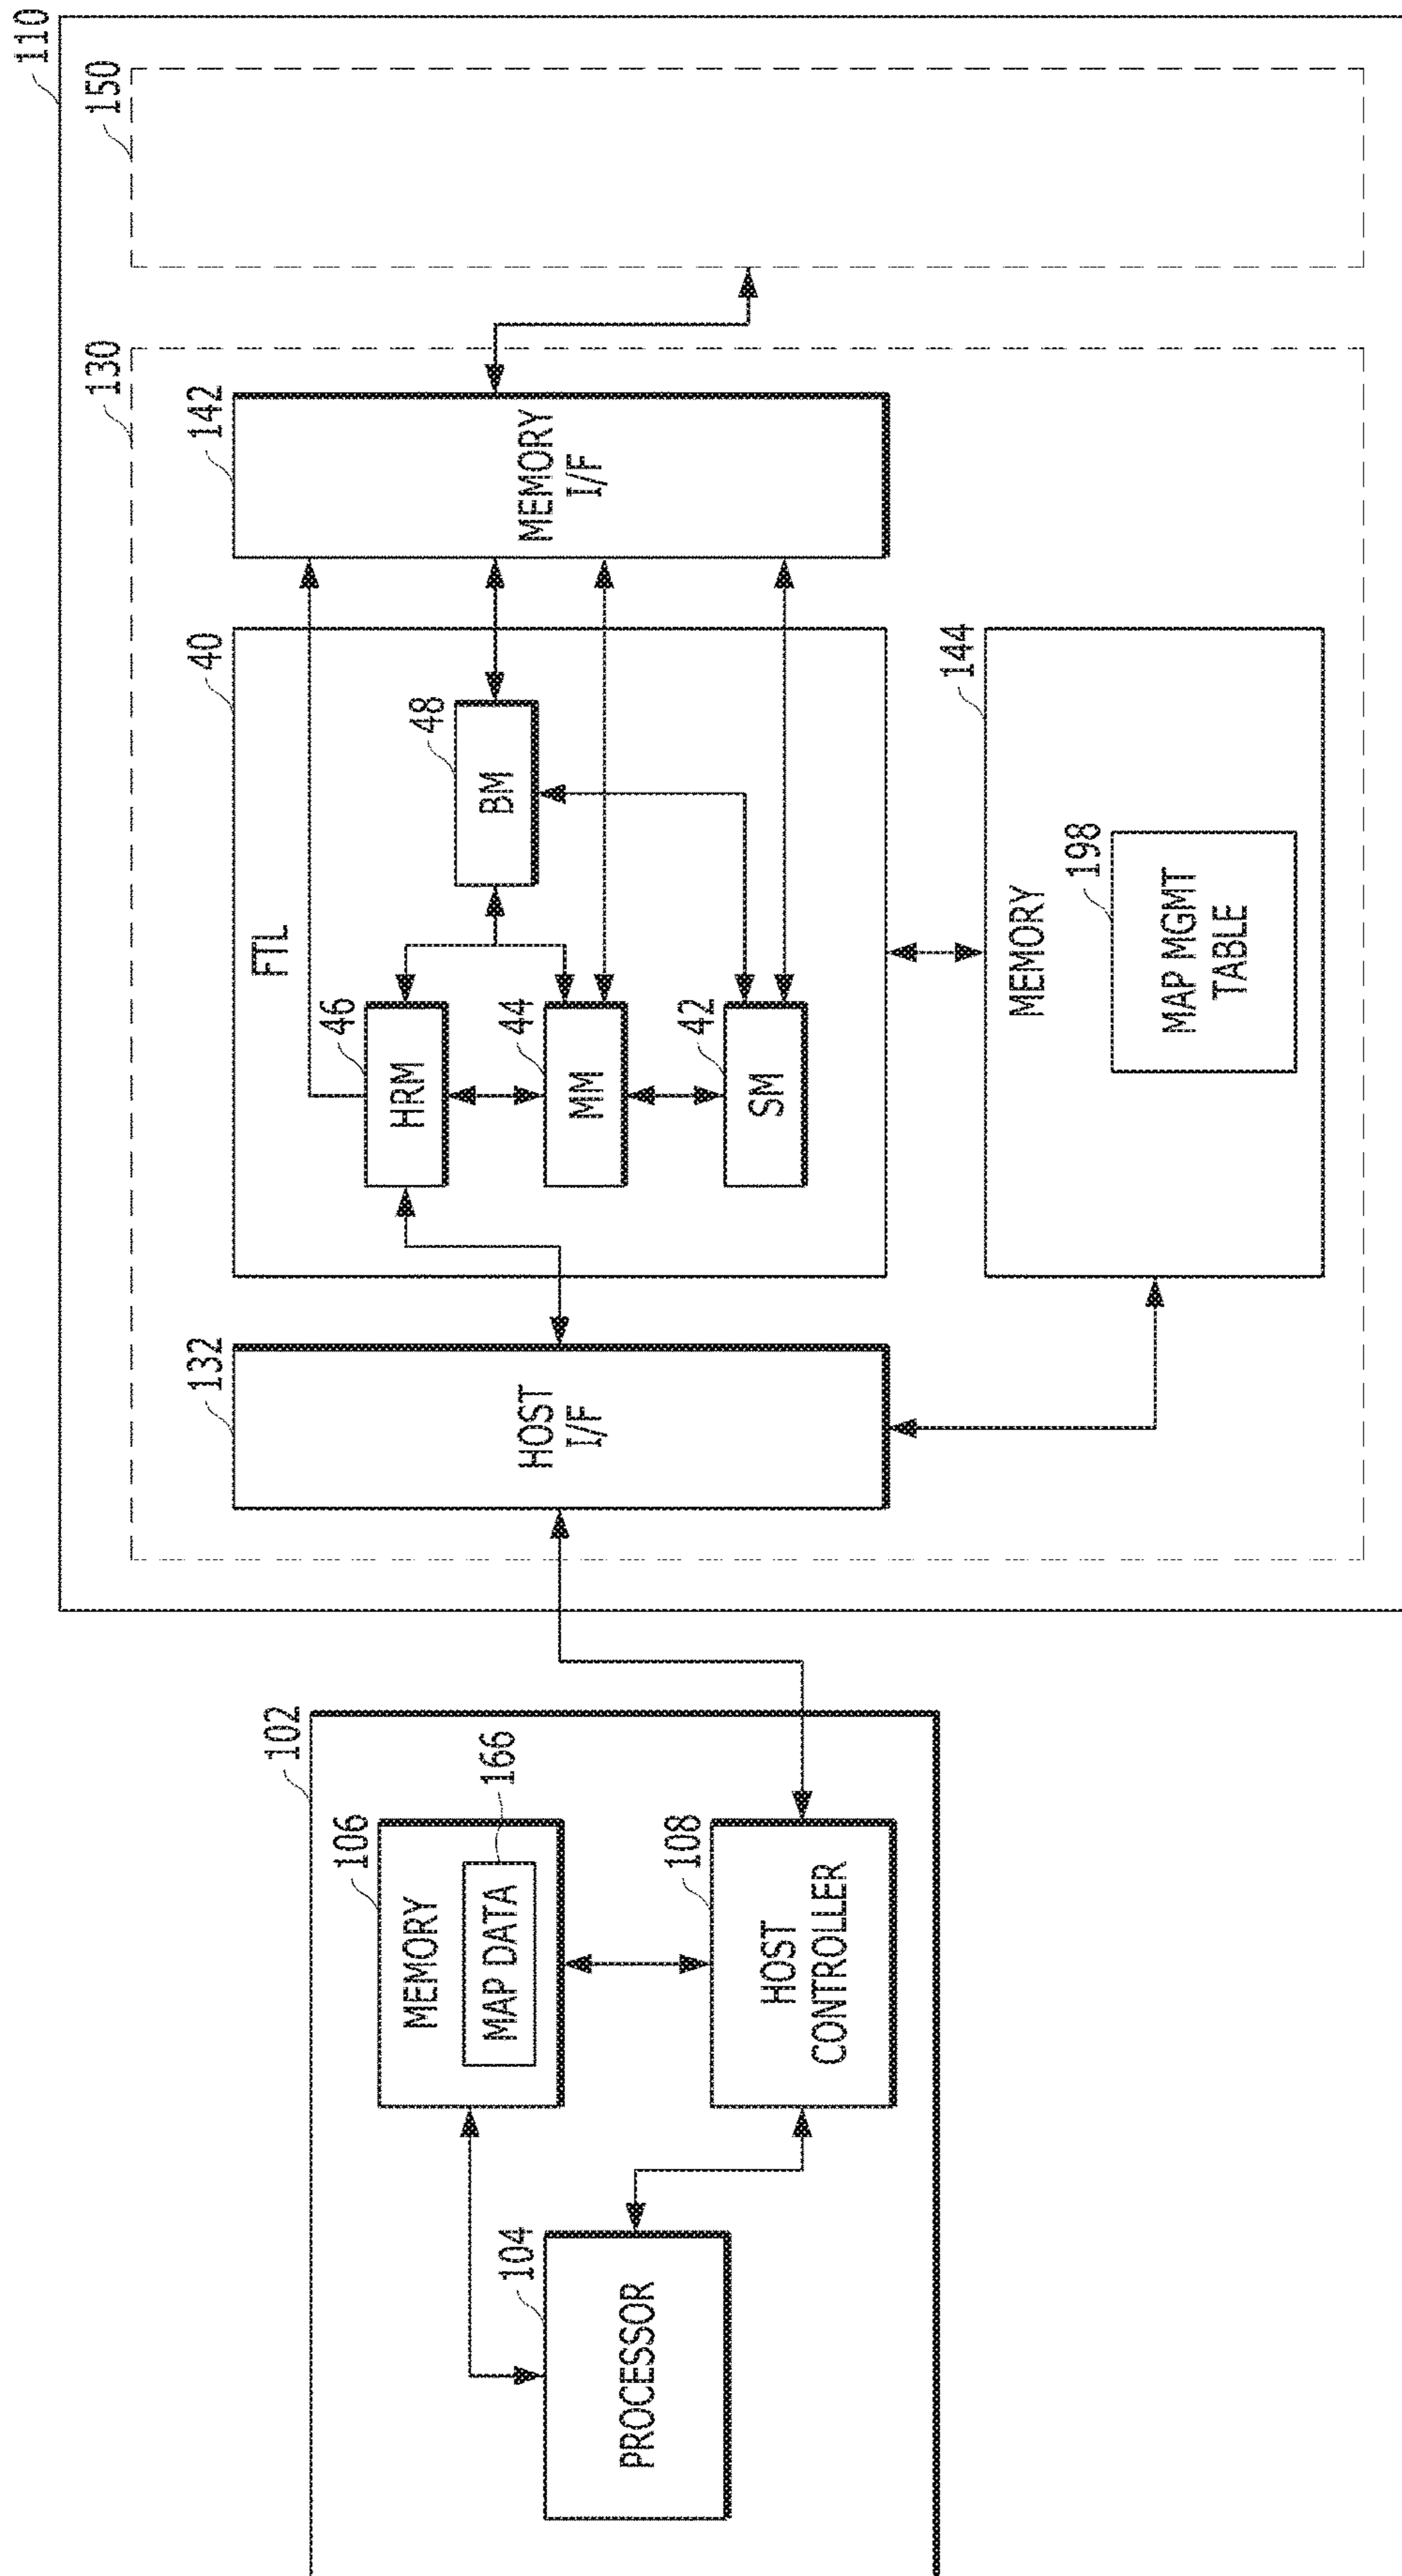 110
102
130
150
132
40
142
106
MEMORY
166
MAP DATA
104
PROCESSOR
108
HOST
CONTROLLER
HOST
I/F
FTL
46
HRM
44
MM
42
SM
48
BM
MEMORY
I/F
144
MEMORY
198
MAP MGMT
TABLE